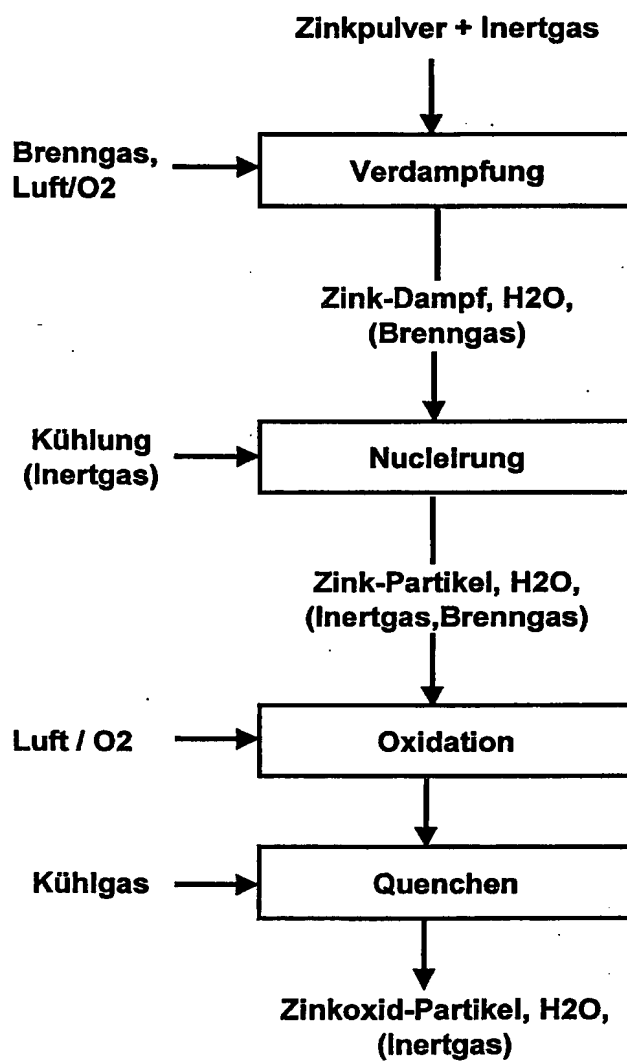 Zinkpulver + Inertgas
Brenngas,
Luft/O2
Verdampfung
Zink-Dampf, H2O,
(Brenngas)
Kühlung
(Inertgas)
Nucleirung
Zink-Partikel, H2O,
(Inertgas,Brenngas)
Luft / O2
Oxidation
Kühlgas
Quenchen
Zinkoxid-Partikel, H2O,
(Inertgas)